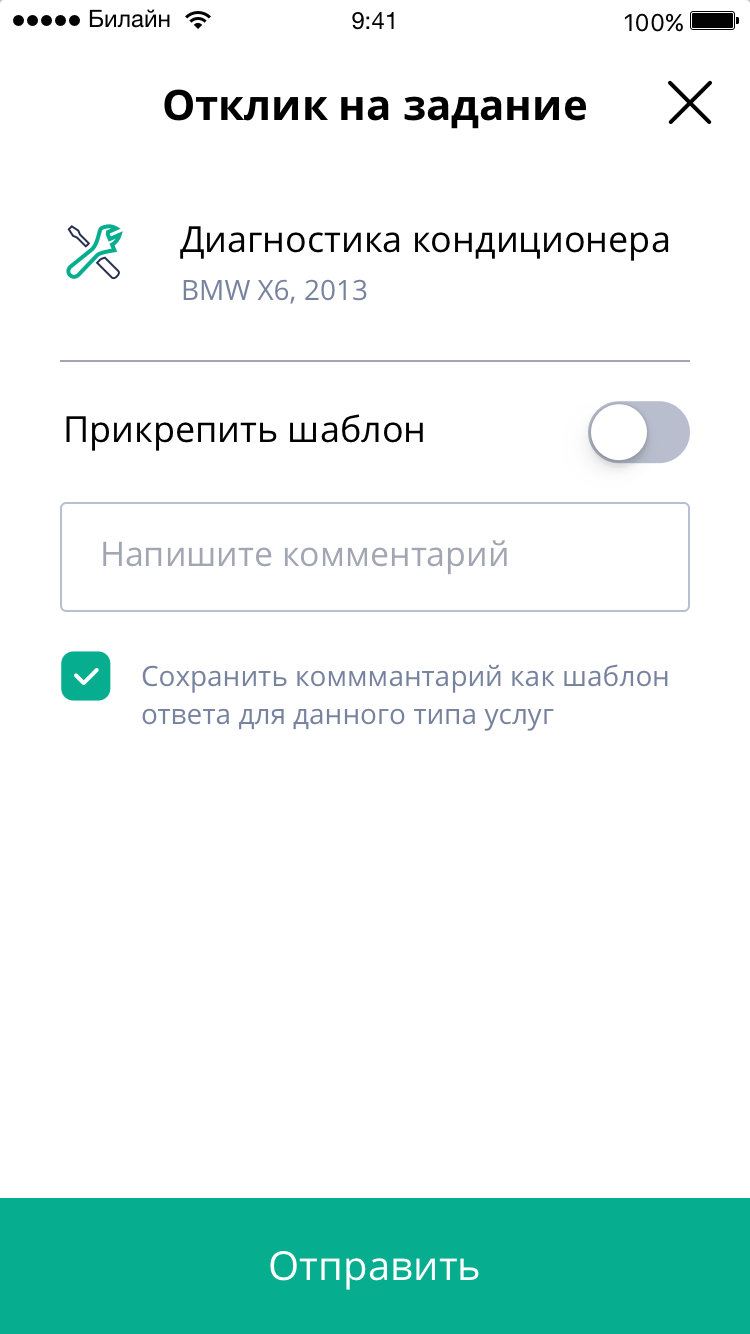 Билайн 9:41 100%
Отклик на задание
Диагностика кондиционера
BMW X6, 2013
Прикрепить шаблон
Напишите комментарий
Сохранить комммантарий как шаблон
ответа для данного типа услуг
Отправить